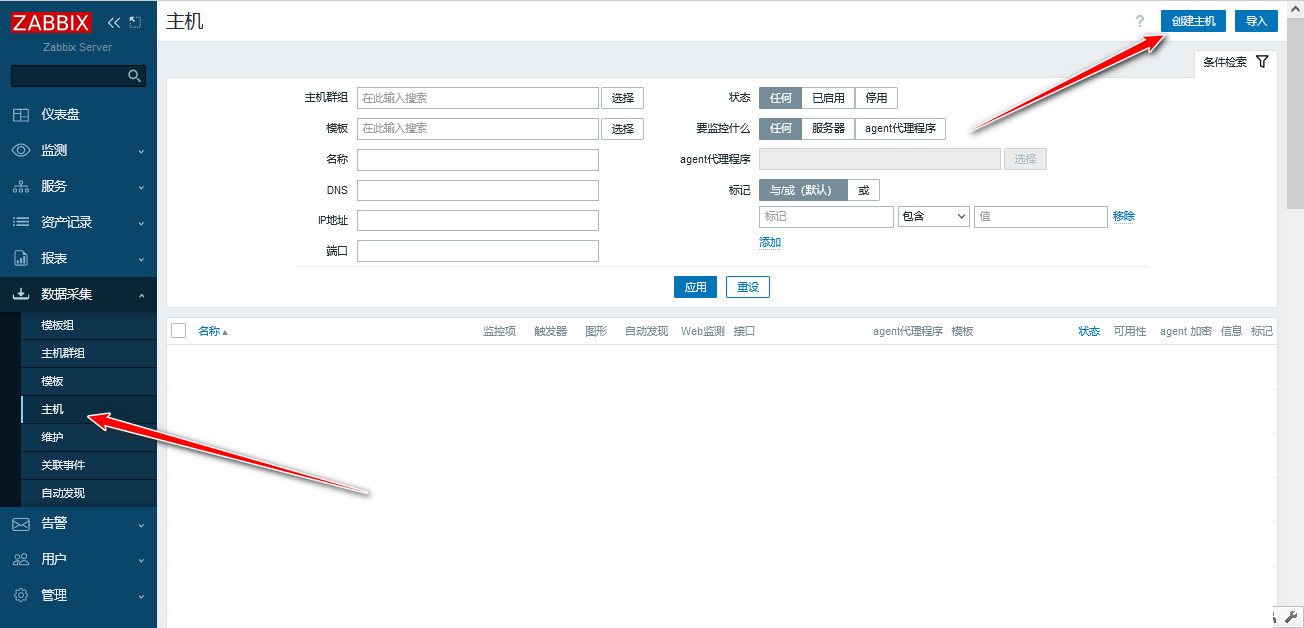 ZABBIX
Zabbix Server
仪表盘
监测
服务
资产记录
报表
数据采集
模板组
主机群组
模板
主机
维护
关联事件
自动发现
告警
用户
管理
主机
? 创建主机 导入
条件检索
主机群组 在此输入搜索 选择
模板 在此输入搜索 选择
名称
DNS
IP地址
端口
状态 任何 已启用 停用
要监控什么 任何 服务器 agent代理程序
agent代理程序 选择
标记 与/或（默认） 或
标记 包含 值 移除
添加
应用 重设
名称 监控项 触发器 图形 自动发现 Web监测 接口 agent代理程序 模板 状态 可用性 agent 加密 信息 标记